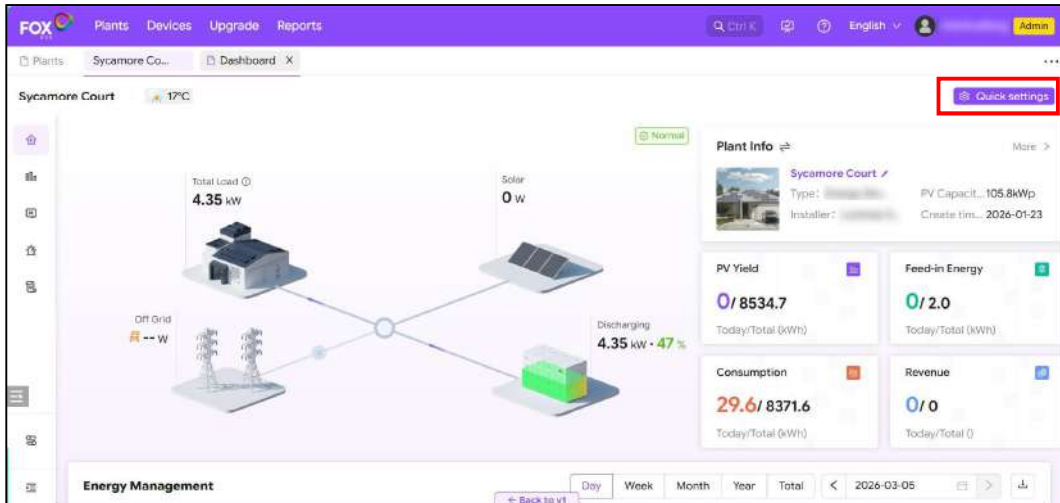 FOX ESS Plants Devices Upgrade Reports Ctrl K English Admin
Plants Sycamore Co... Dashboard X
Sycamore Court 17°C Quick settings
Normal
Total Load
4.35 kW
Solar
0 W
Off Grid
-- W
Discharging
4.35 kW · 47 %
Plant Info More >
Sycamore Court
Type: PV Capacit... 105.8kWp
Installer: Create tim... 2026-01-23
PV Yield
0/ 8534.7
Today/Total (kWh)
Feed-in Energy
0/ 2.0
Today/Total (kWh)
Consumption
29.6/ 8371.6
Today/Total (kWh)
Revenue
0/ 0
Today/Total ()
Energy Management Day Week Month Year Total < 2026-03-05 >
← Back to v1